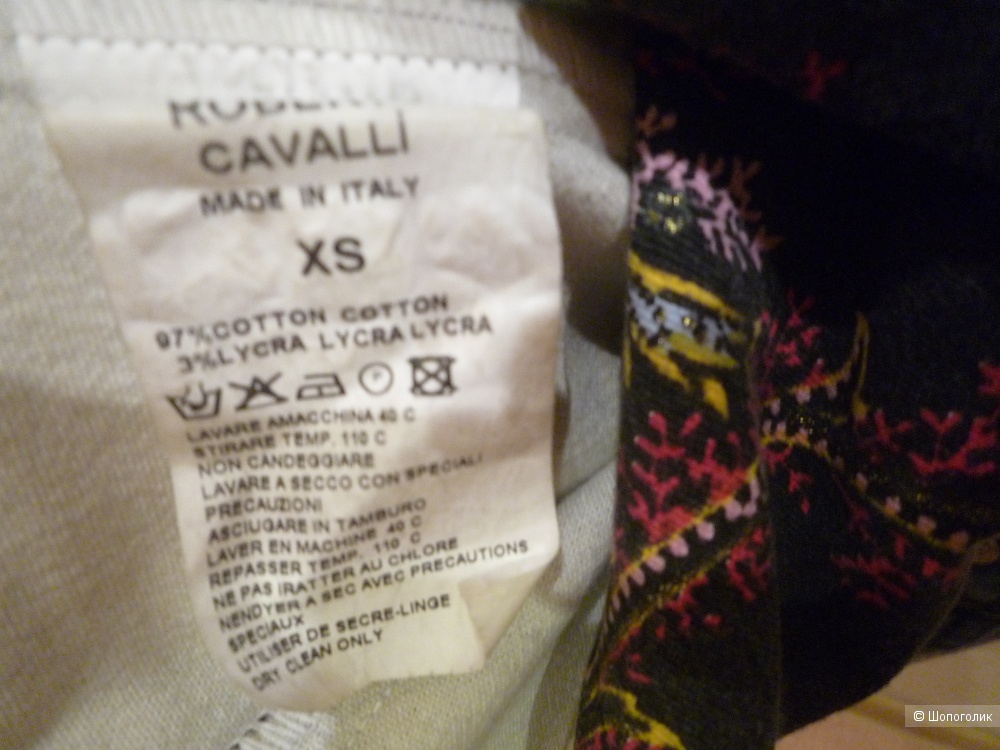 CAVALLI
MADE IN ITALY
XS
97%COTTON COTTON
3%LYCRA LYCRALYCRA
LAVARE AMACCHINA 40 C
STIRARE TEMP. 110 C
NON CANDEGGIARE
LAVARE A SECCO CON SPECIALI
PRECAUZIONI
ASCIUGARE IN TAMBURO
LAVER EN MACHINE 40 C
REPASSER TEMP. 110 C
NE PAS IRATTER AU CHLORE
NENDYER A SEC AVEC PRECAUTIONS
SPECIAUX
UTILISER DE SECRE-LINGE
DRY CLEAN ONLY
© Шопоголик